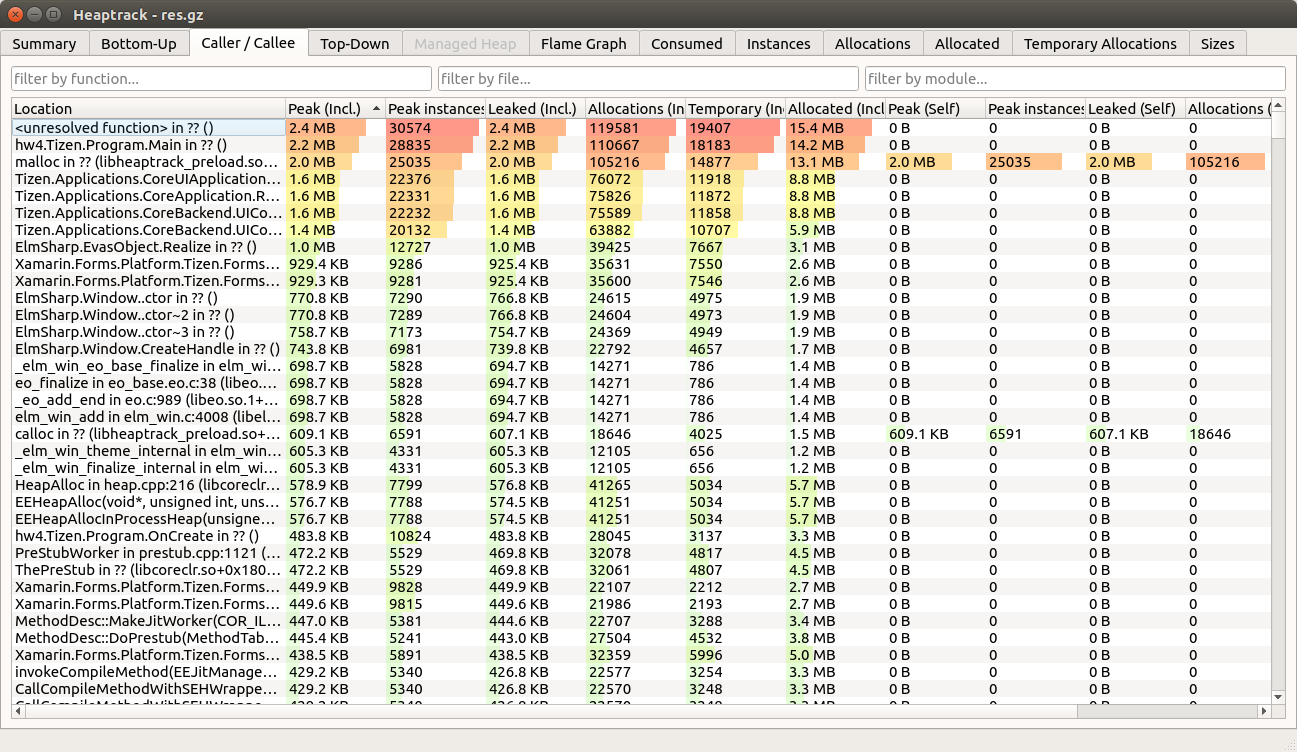 Heaptrack - res.gz
Summary Bottom-Up Caller / Callee Top-Down Managed Heap Flame Graph Consumed Instances Allocations Allocated Temporary Allocations Sizes
filter by function... filter by file... filter by module...
Location Peak (Incl.) Peak instances Leaked (Incl.) Allocations (In Temporary (In Allocated (Incl Peak (Self) Peak instances Leaked (Self) Allocations (
<unresolved function> in ?? () 2.4 MB 30574 2.4 MB 119581 19407 15.4 MB 0 B 0 0 B 0
hw4.Tizen.Program.Main in ?? () 2.2 MB 28835 2.2 MB 110667 18183 14.2 MB 0 B 0 0 B 0
malloc in ?? (libheaptrack_preload.so... 2.0 MB 25035 2.0 MB 105216 14877 13.1 MB 2.0 MB 25035 2.0 MB 105216
Tizen.Applications.CoreUIApplication... 1.6 MB 22376 1.6 MB 76072 11918 8.8 MB 0 B 0 0 B 0
Tizen.Applications.CoreApplication.R... 1.6 MB 22331 1.6 MB 75826 11872 8.8 MB 0 B 0 0 B 0
Tizen.Applications.CoreBackend.UICo... 1.6 MB 22232 1.6 MB 75589 11858 8.8 MB 0 B 0 0 B 0
Tizen.Applications.CoreBackend.UICo... 1.4 MB 20132 1.4 MB 63882 10707 5.9 MB 0 B 0 0 B 0
ElmSharp.EvasObject.Realize in ?? () 1.0 MB 12727 1.0 MB 39425 7667 3.1 MB 0 B 0 0 B 0
Xamarin.Forms.Platform.Tizen.Forms... 929.4 KB 9286 925.4 KB 35631 7550 2.6 MB 0 B 0 0 B 0
Xamarin.Forms.Platform.Tizen.Forms... 929.3 KB 9281 925.4 KB 35600 7546 2.6 MB 0 B 0 0 B 0
ElmSharp.Window..ctor in ?? () 770.8 KB 7290 766.8 KB 24615 4975 1.9 MB 0 B 0 0 B 0
ElmSharp.Window..ctor~2 in ?? () 770.8 KB 7289 766.8 KB 24604 4973 1.9 MB 0 B 0 0 B 0
ElmSharp.Window..ctor~3 in ?? () 758.7 KB 7173 754.7 KB 24369 4949 1.9 MB 0 B 0 0 B 0
ElmSharp.Window.CreateHandle in ?? () 743.8 KB 6981 739.8 KB 22792 4657 1.7 MB 0 B 0 0 B 0
_elm_win_eo_base_finalize in elm_wi... 698.7 KB 5828 694.7 KB 14271 786 1.4 MB 0 B 0 0 B 0
eo_finalize in eo_base.eo.c:38 (libeo.... 698.7 KB 5828 694.7 KB 14271 786 1.4 MB 0 B 0 0 B 0
_eo_add_end in eo.c:989 (libeo.so.1+... 698.7 KB 5828 694.7 KB 14271 786 1.4 MB 0 B 0 0 B 0
elm_win_add in elm_win.c:4008 (libel... 698.7 KB 5828 694.7 KB 14271 786 1.4 MB 0 B 0 0 B 0
calloc in ?? (libheaptrack_preload.so+... 609.1 KB 6591 607.1 KB 18646 4025 1.5 MB 609.1 KB 6591 607.1 KB 18646
_elm_win_theme_internal in elm_win... 605.3 KB 4331 605.3 KB 12105 656 1.2 MB 0 B 0 0 B 0
_elm_win_finalize_internal in elm_wi... 605.3 KB 4331 605.3 KB 12105 656 1.2 MB 0 B 0 0 B 0
HeapAlloc in heap.cpp:216 (libcoreclr... 578.9 KB 7799 576.8 KB 41265 5034 5.7 MB 0 B 0 0 B 0
EEHeapAlloc(void*, unsigned int, uns... 576.7 KB 7788 574.5 KB 41251 5034 5.7 MB 0 B 0 0 B 0
EEHeapAllocInProcessHeap(unsigne... 576.7 KB 7788 574.5 KB 41251 5034 5.7 MB 0 B 0 0 B 0
hw4.Tizen.Program.OnCreate in ?? () 483.8 KB 10824 483.8 KB 28045 3137 3.3 MB 0 B 0 0 B 0
PreStubWorker in prestub.cpp:1121 (... 472.2 KB 5529 469.8 KB 32078 4817 4.5 MB 0 B 0 0 B 0
ThePreStub in ?? (libcoreclr.so+0x180... 472.2 KB 5529 469.8 KB 32061 4807 4.5 MB 0 B 0 0 B 0
Xamarin.Forms.Platform.Tizen.Forms... 449.9 KB 9828 449.9 KB 22107 2212 2.7 MB 0 B 0 0 B 0
Xamarin.Forms.Platform.Tizen.Forms... 449.6 KB 9815 449.6 KB 21986 2193 2.7 MB 0 B 0 0 B 0
MethodDesc::MakeJitWorker(COR_IL... 447.0 KB 5381 444.6 KB 22707 3288 3.4 MB 0 B 0 0 B 0
MethodDesc::DoPrestub(MethodTab... 445.4 KB 5241 443.0 KB 27504 4532 3.8 MB 0 B 0 0 B 0
Xamarin.Forms.Platform.Tizen.Forms... 438.5 KB 5891 438.5 KB 32359 5996 5.0 MB 0 B 0 0 B 0
invokeCompileMethod(EEJitManage... 429.2 KB 5340 426.8 KB 22577 3254 3.3 MB 0 B 0 0 B 0
CallCompileMethodWithSEHWrappe... 429.2 KB 5340 426.8 KB 22570 3248 3.3 MB 0 B 0 0 B 0